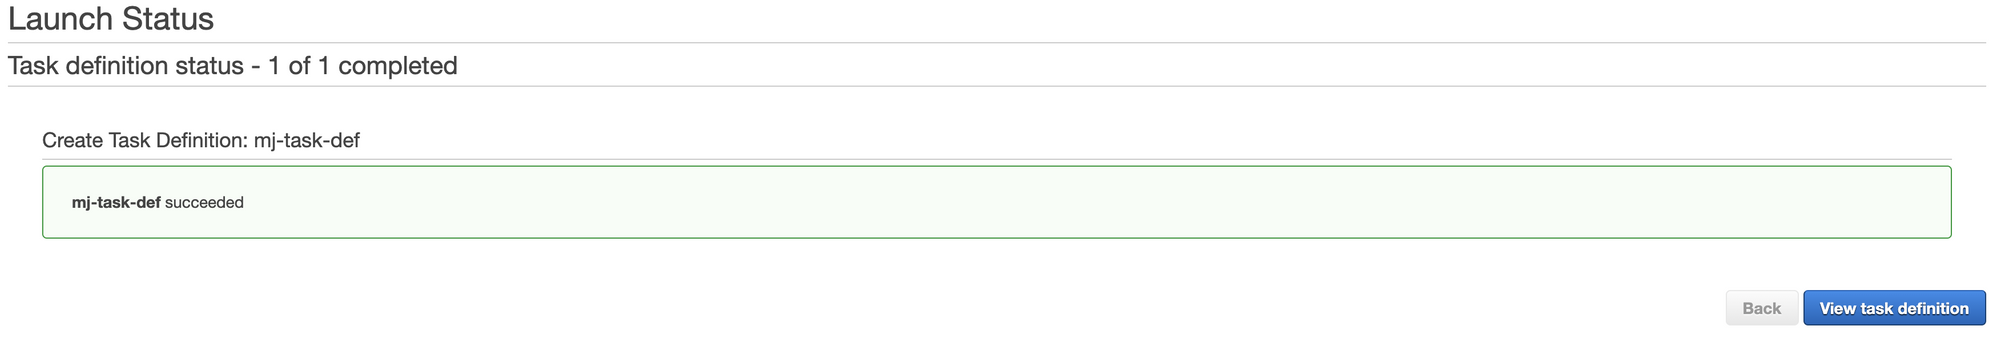 Launch Status
Task definition status - 1 of 1 completed
Create Task Definition: mj-task-def
mj-task-def succeeded
Back View task definition